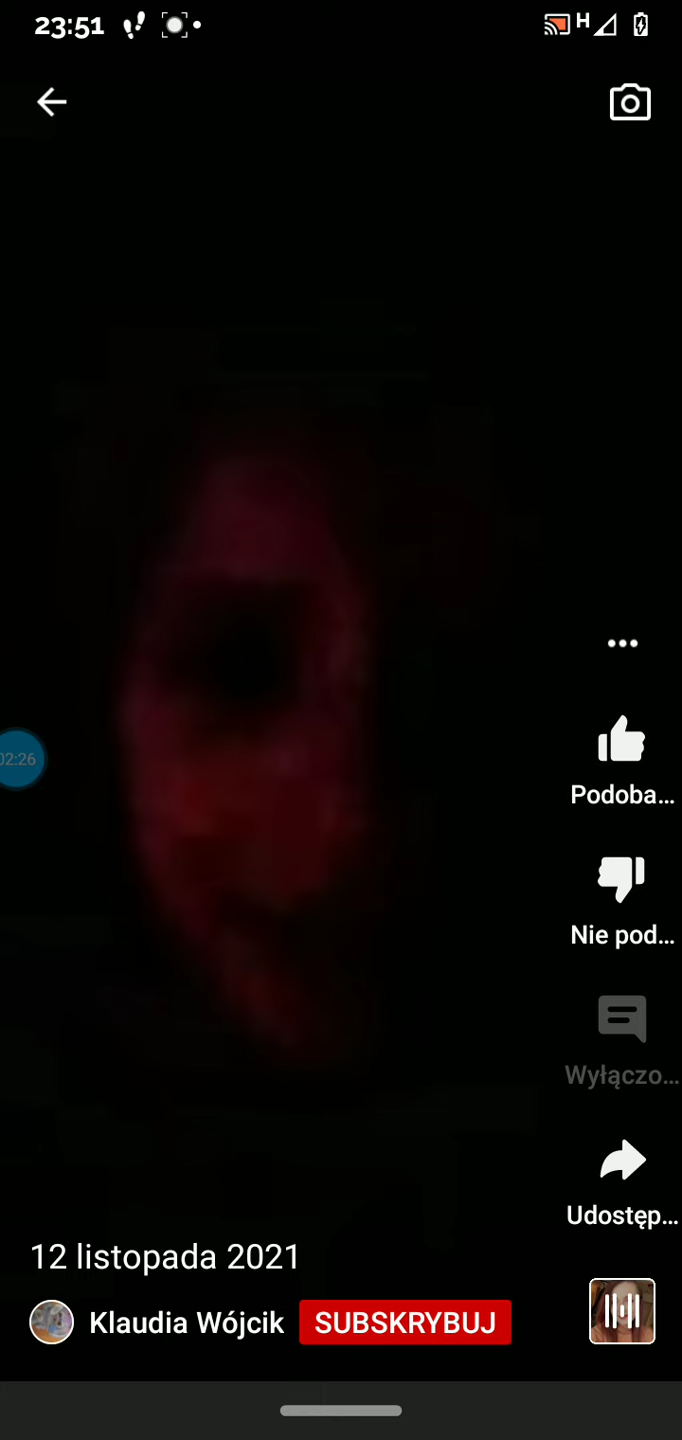 23:51
H
02:26
Podoba...
Nie pod...
Wyłączo...
Udostęp...
12 listopada 2021
Klaudia Wójcik SUBSKRYBUJ